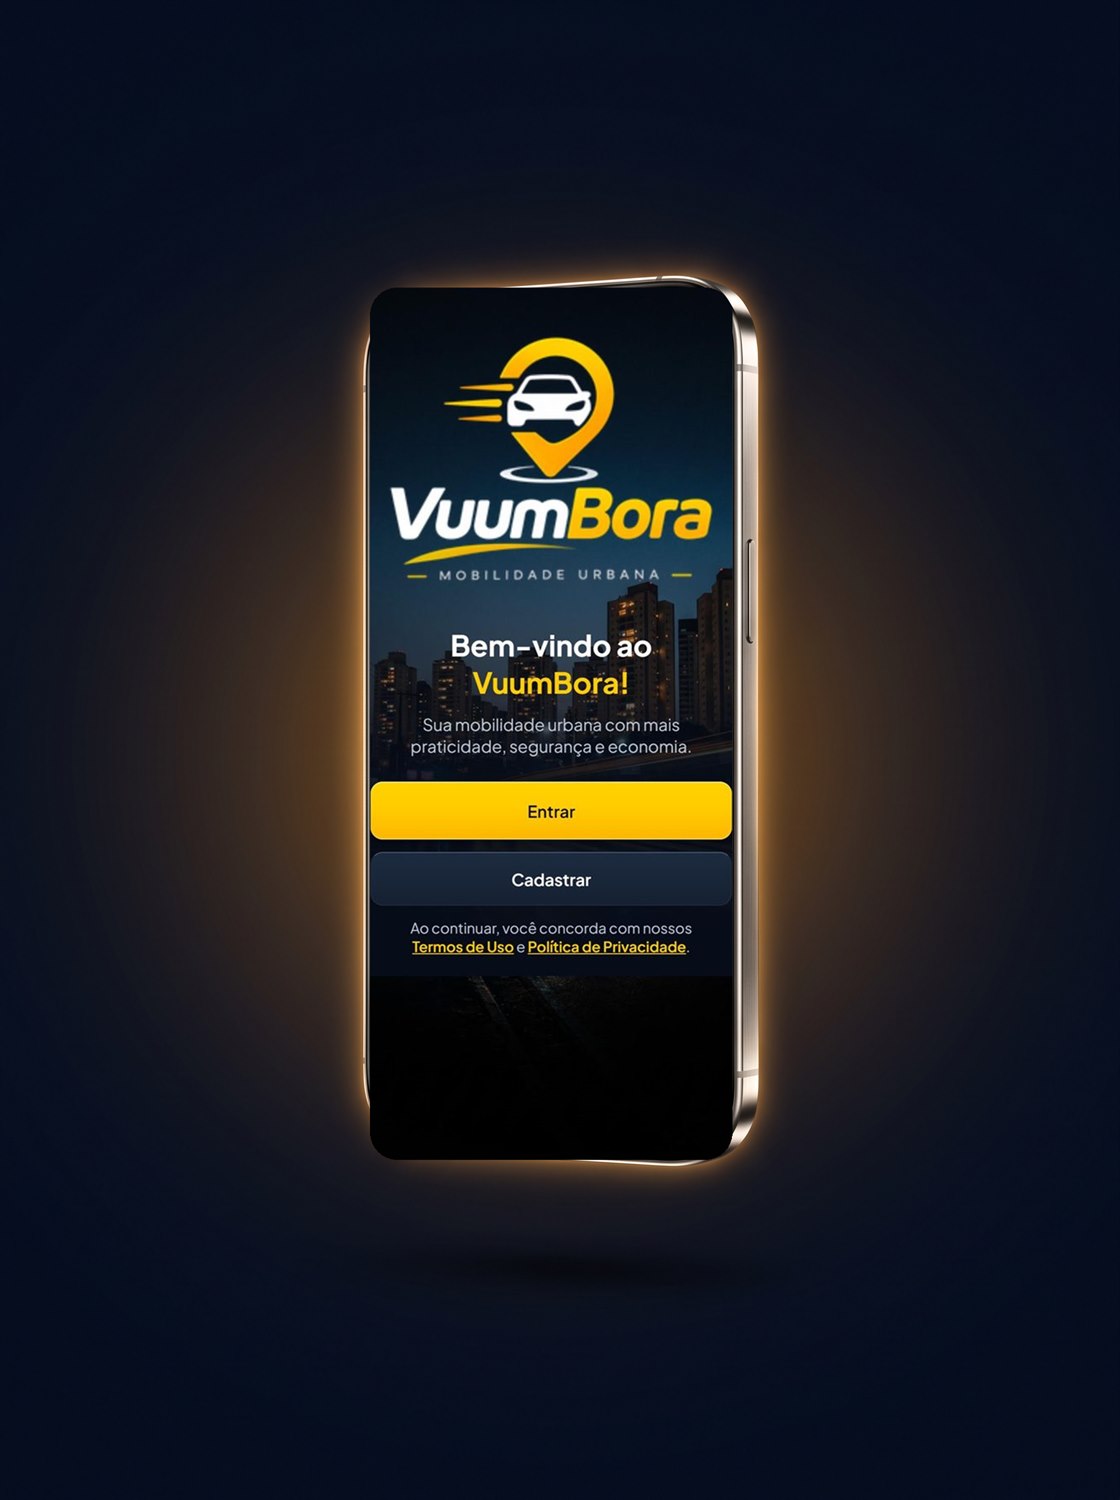 VuumBora
MOBILIDADE URBANA
Bem-vindo ao
VuumBora!
Sua mobilidade urbana com mais
praticidade, segurança e economia.
Entrar
Cadastrar
Ao continuar, você concorda com nossos
Termos de Uso e Política de Privacidade.